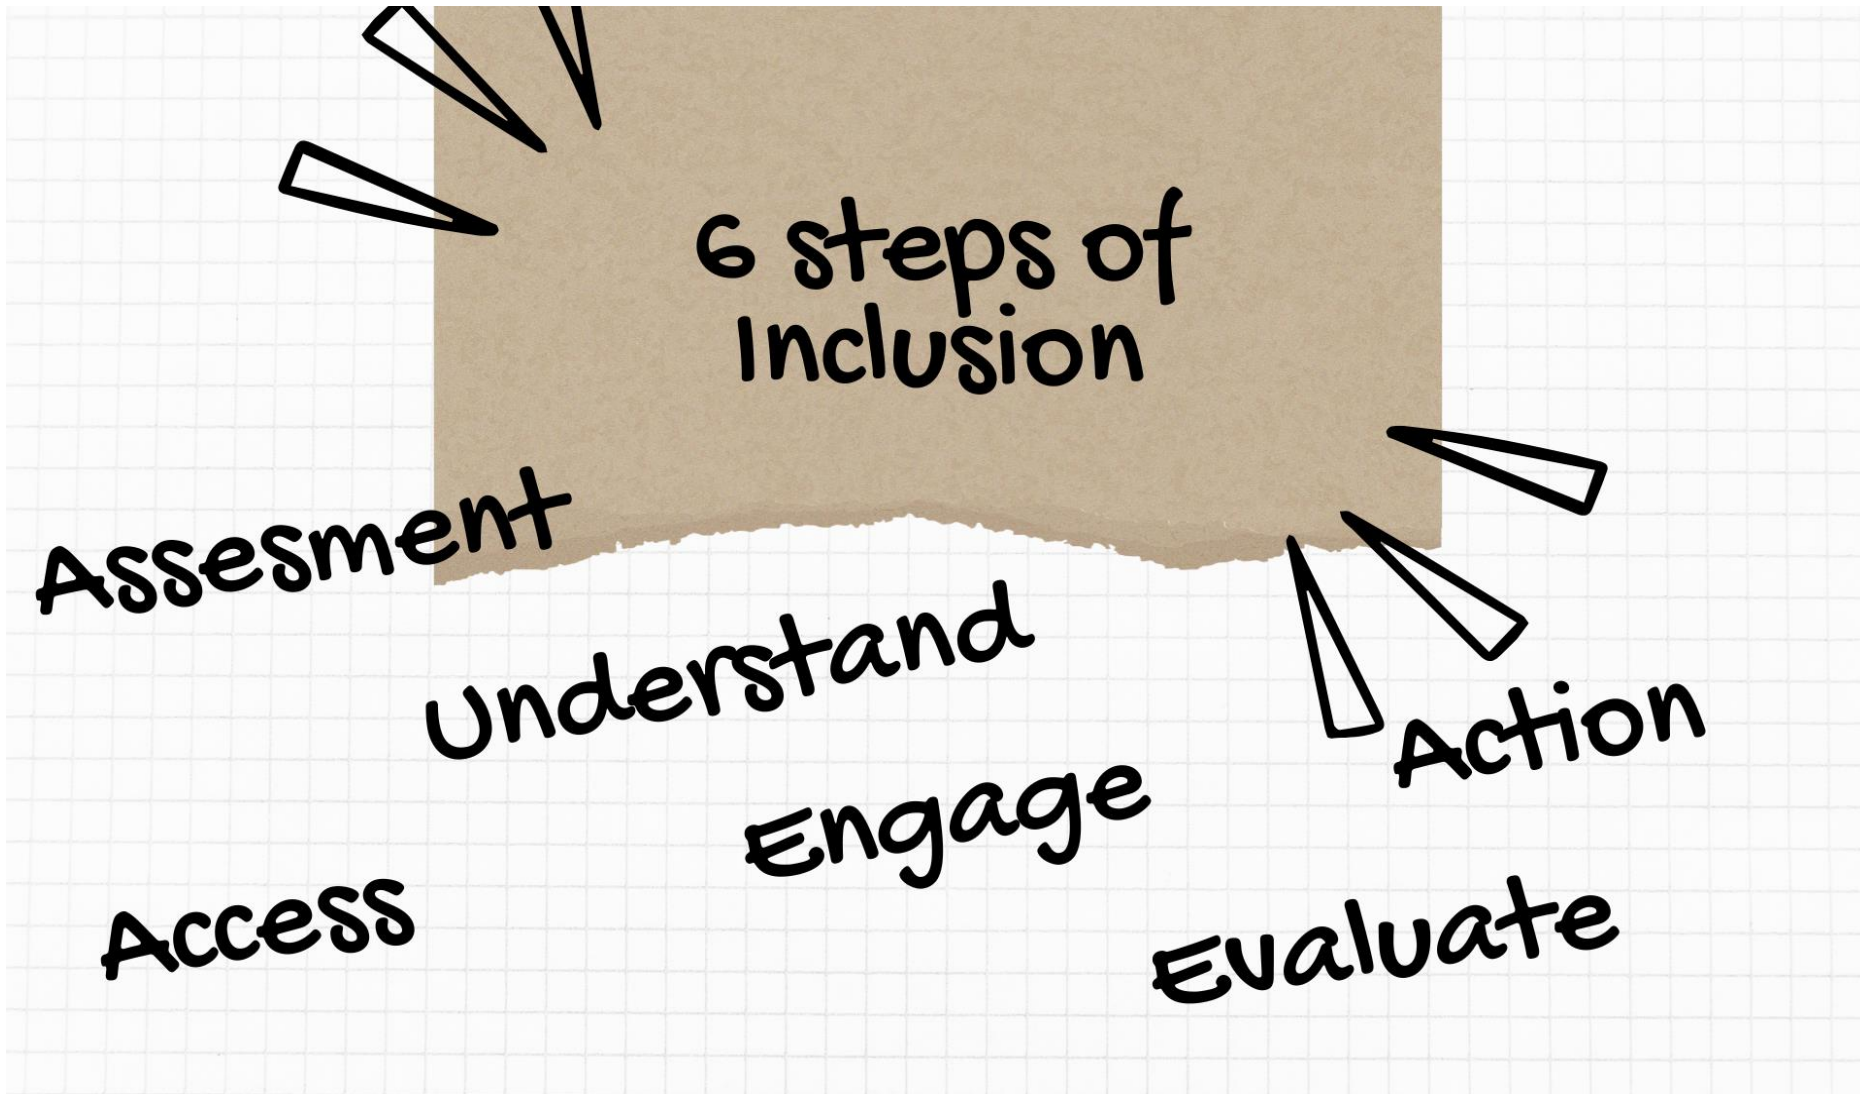 6 steps of
Inclusion
Assesment
Understand
Action
Engage
Access
Evaluate